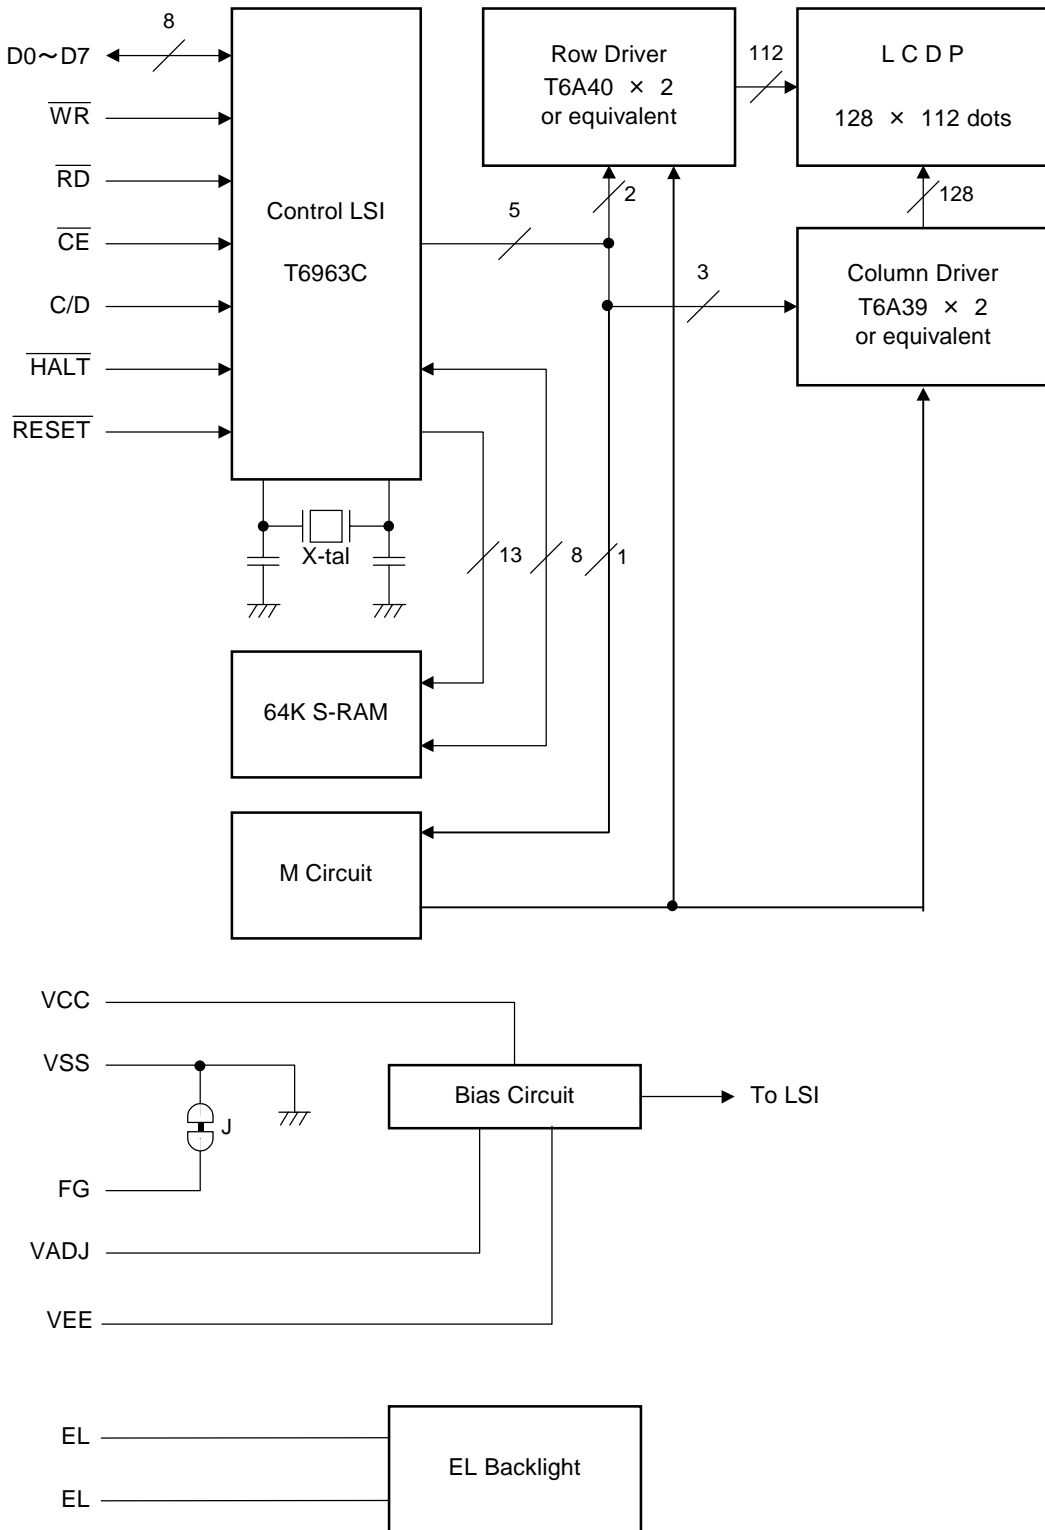 8
D0～D7
WR
RD
CE
C/D
HALT
RESET
Control LSI
T6963C
Row Driver
T6A40 × 2
or equivalent
112
L C D P
128 × 112 dots
2
128
5
3
Column Driver
T6A39 × 2
or equivalent
X-tal
13
8
1
64K S-RAM
M Circuit
VCC
VSS
J
FG
VADJ
VEE
Bias Circuit
To LSI
EL
EL
EL Backlight